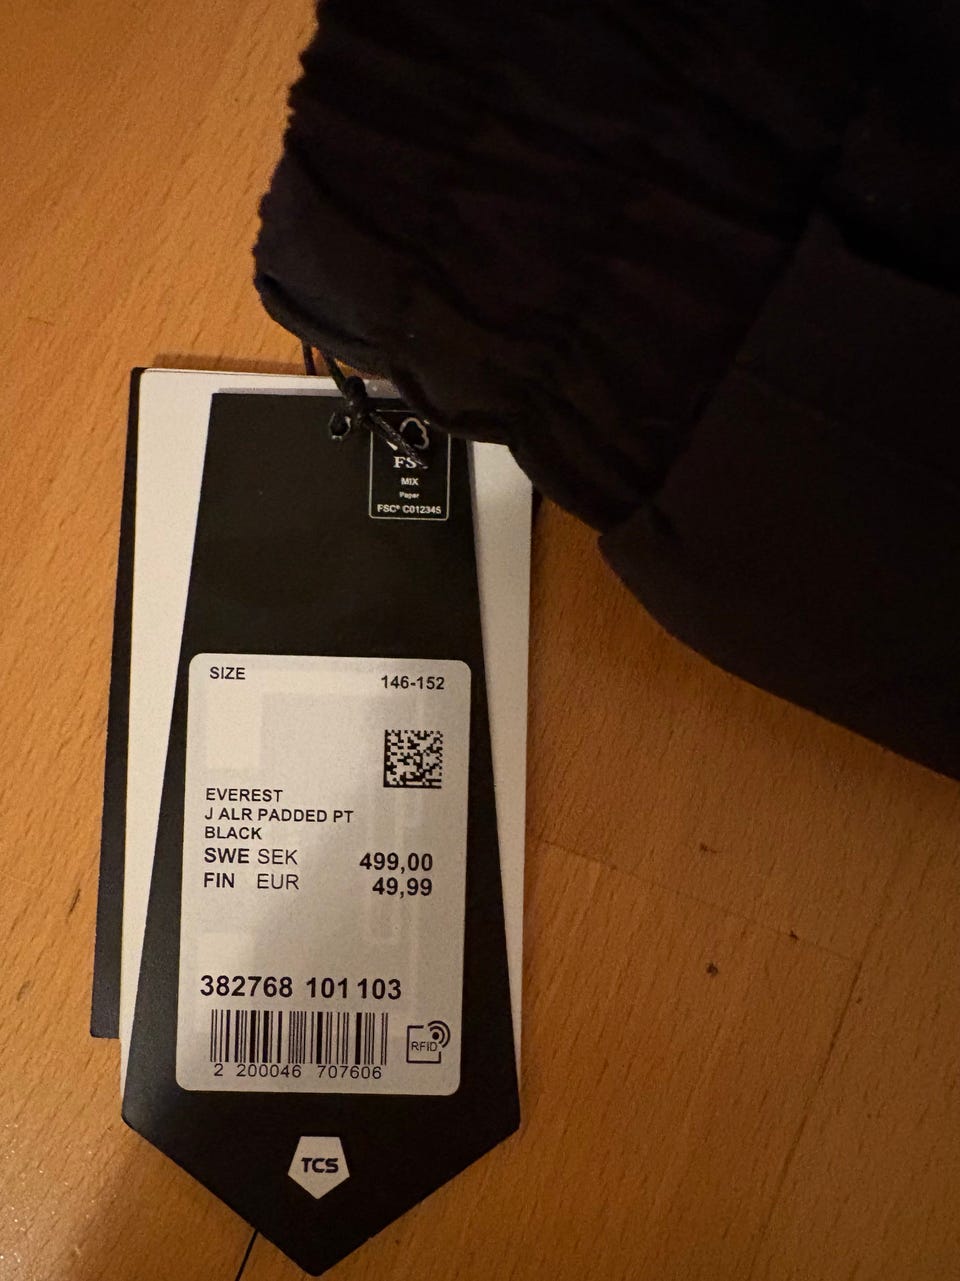 FSC
MIX
Paper
FSC® C012345
SIZE 146-152
EVEREST
J ALR PADDED PT
BLACK
SWE SEK 499,00
FIN EUR 49,99
382768 101 103
RFID
2 200046 707606
TCS